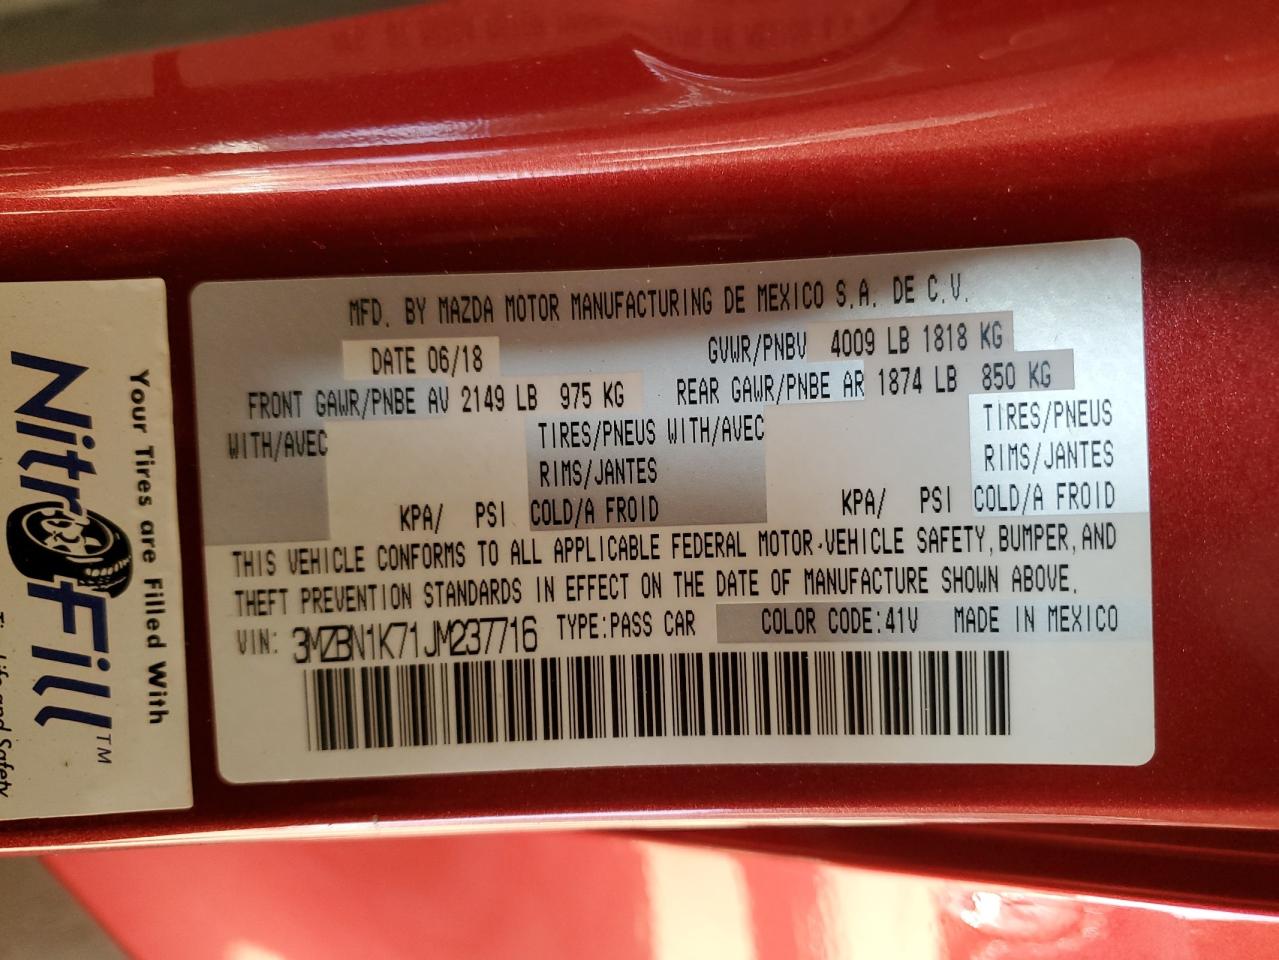 MFD. BY MAZDA MOTOR MANUFACTURING DE MEXICO S.A. DE C.V.
DATE 06/18 GVWR/PNBV 4009 LB 1818 KG
FRONT GAWR/PNBE AV 2149 LB 975 KG REAR GAWR/PNBE AR 1874 LB 850 KG
WITH/AVEC TIRES/PNEUS WITH/AVEC TIRES/PNEUS
RIMS/JANTES RIMS/JANTES
KPA/ PSI COLD/A FROID KPA/ PSI COLD/A FROID
THIS VEHICLE CONFORMS TO ALL APPLICABLE FEDERAL MOTOR-VEHICLE SAFETY, BUMPER, AND
THEFT PREVENTION STANDARDS IN EFFECT ON THE DATE OF MANUFACTURE SHOWN ABOVE.
VIN: 3MZBN1K71JM237716 TYPE:PASS CAR COLOR CODE:41V MADE IN MEXICO
Your Tires are Filled With
NitroFill™
and Safety